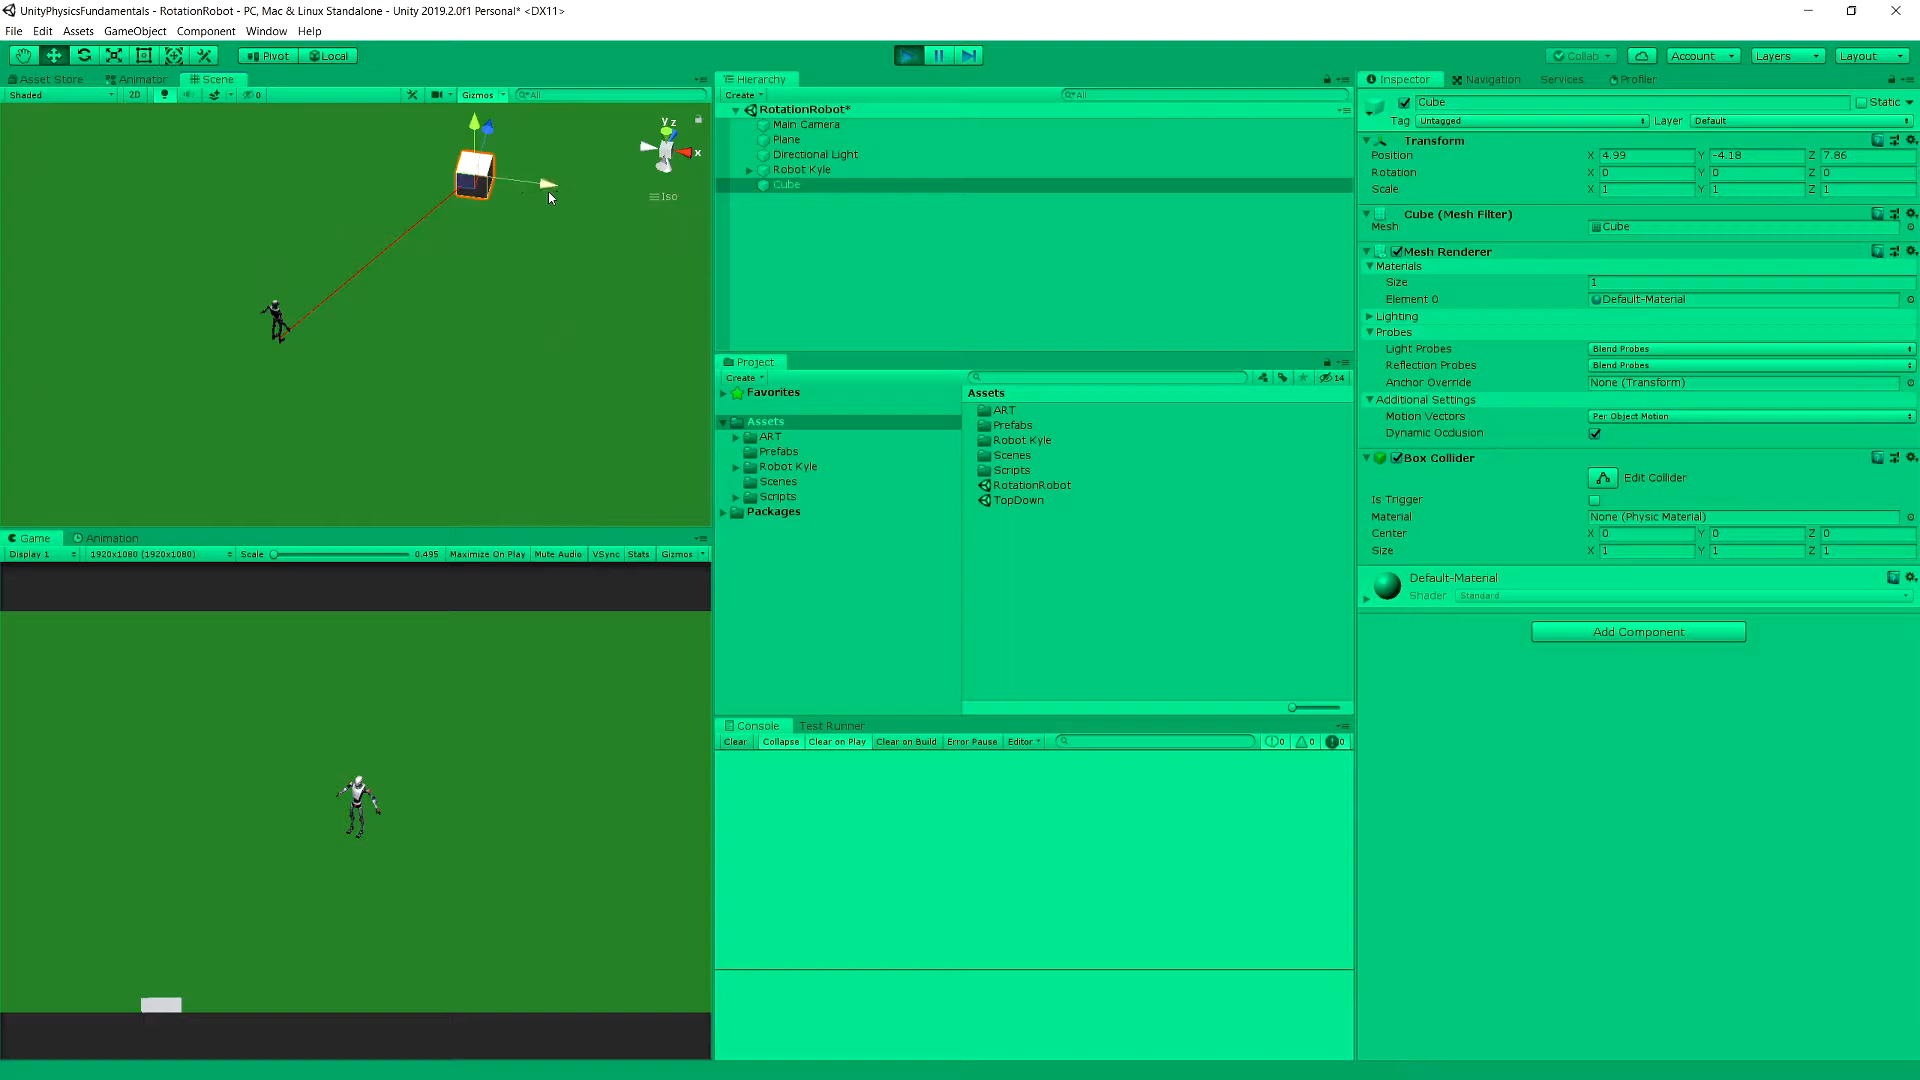 UnityPhysicsFundamentals - RotationRobot - PC, Mac & Linux Standalone - Unity 2019.2.0f1 Personal* <DX11>
File Edit Assets GameObject Component Window Help
Pivot Local Collab Account Layers Layout
Asset Store Animator Scene
Shaded 2D 0 Gizmos All
y z
x
Iso
Hierarchy
Create All
RotationRobot*
Main Camera
Plane
Directional Light
Robot Kyle
Cube
Project
Create 14
Favorites
Assets
ART
Prefabs
Robot Kyle
Scenes
Scripts
Packages
Assets
ART
Prefabs
Robot Kyle
Scenes
Scripts
RotationRobot
TopDown
Game Animation
Display 1 1920x1080 (1920x1080) Scale 0.495 Maximize On Play Mute Audio VSync Stats Gizmos
Console Test Runner
Clear Collapse Clear on Play Clear on Build Error Pause Editor 0 0 0
Inspector Navigation Services Profiler
Cube Static
Tag Untagged Layer Default
Transform
Position X 4.99 Y -4.18 Z 7.86
Rotation X 0 Y 0 Z 0
Scale X 1 Y 1 Z 1
Cube (Mesh Filter)
Mesh Cube
Mesh Renderer
Materials
Size 1
Element 0 Default-Material
Lighting
Probes
Light Probes Blend Probes
Reflection Probes Blend Probes
Anchor Override None (Transform)
Additional Settings
Motion Vectors Per Object Motion
Dynamic Occlusion
Box Collider
Edit Collider
Is Trigger
Material None (Physic Material)
Center X 0 Y 0 Z 0
Size X 1 Y 1 Z 1
Default-Material
Shader Standard
Add Component